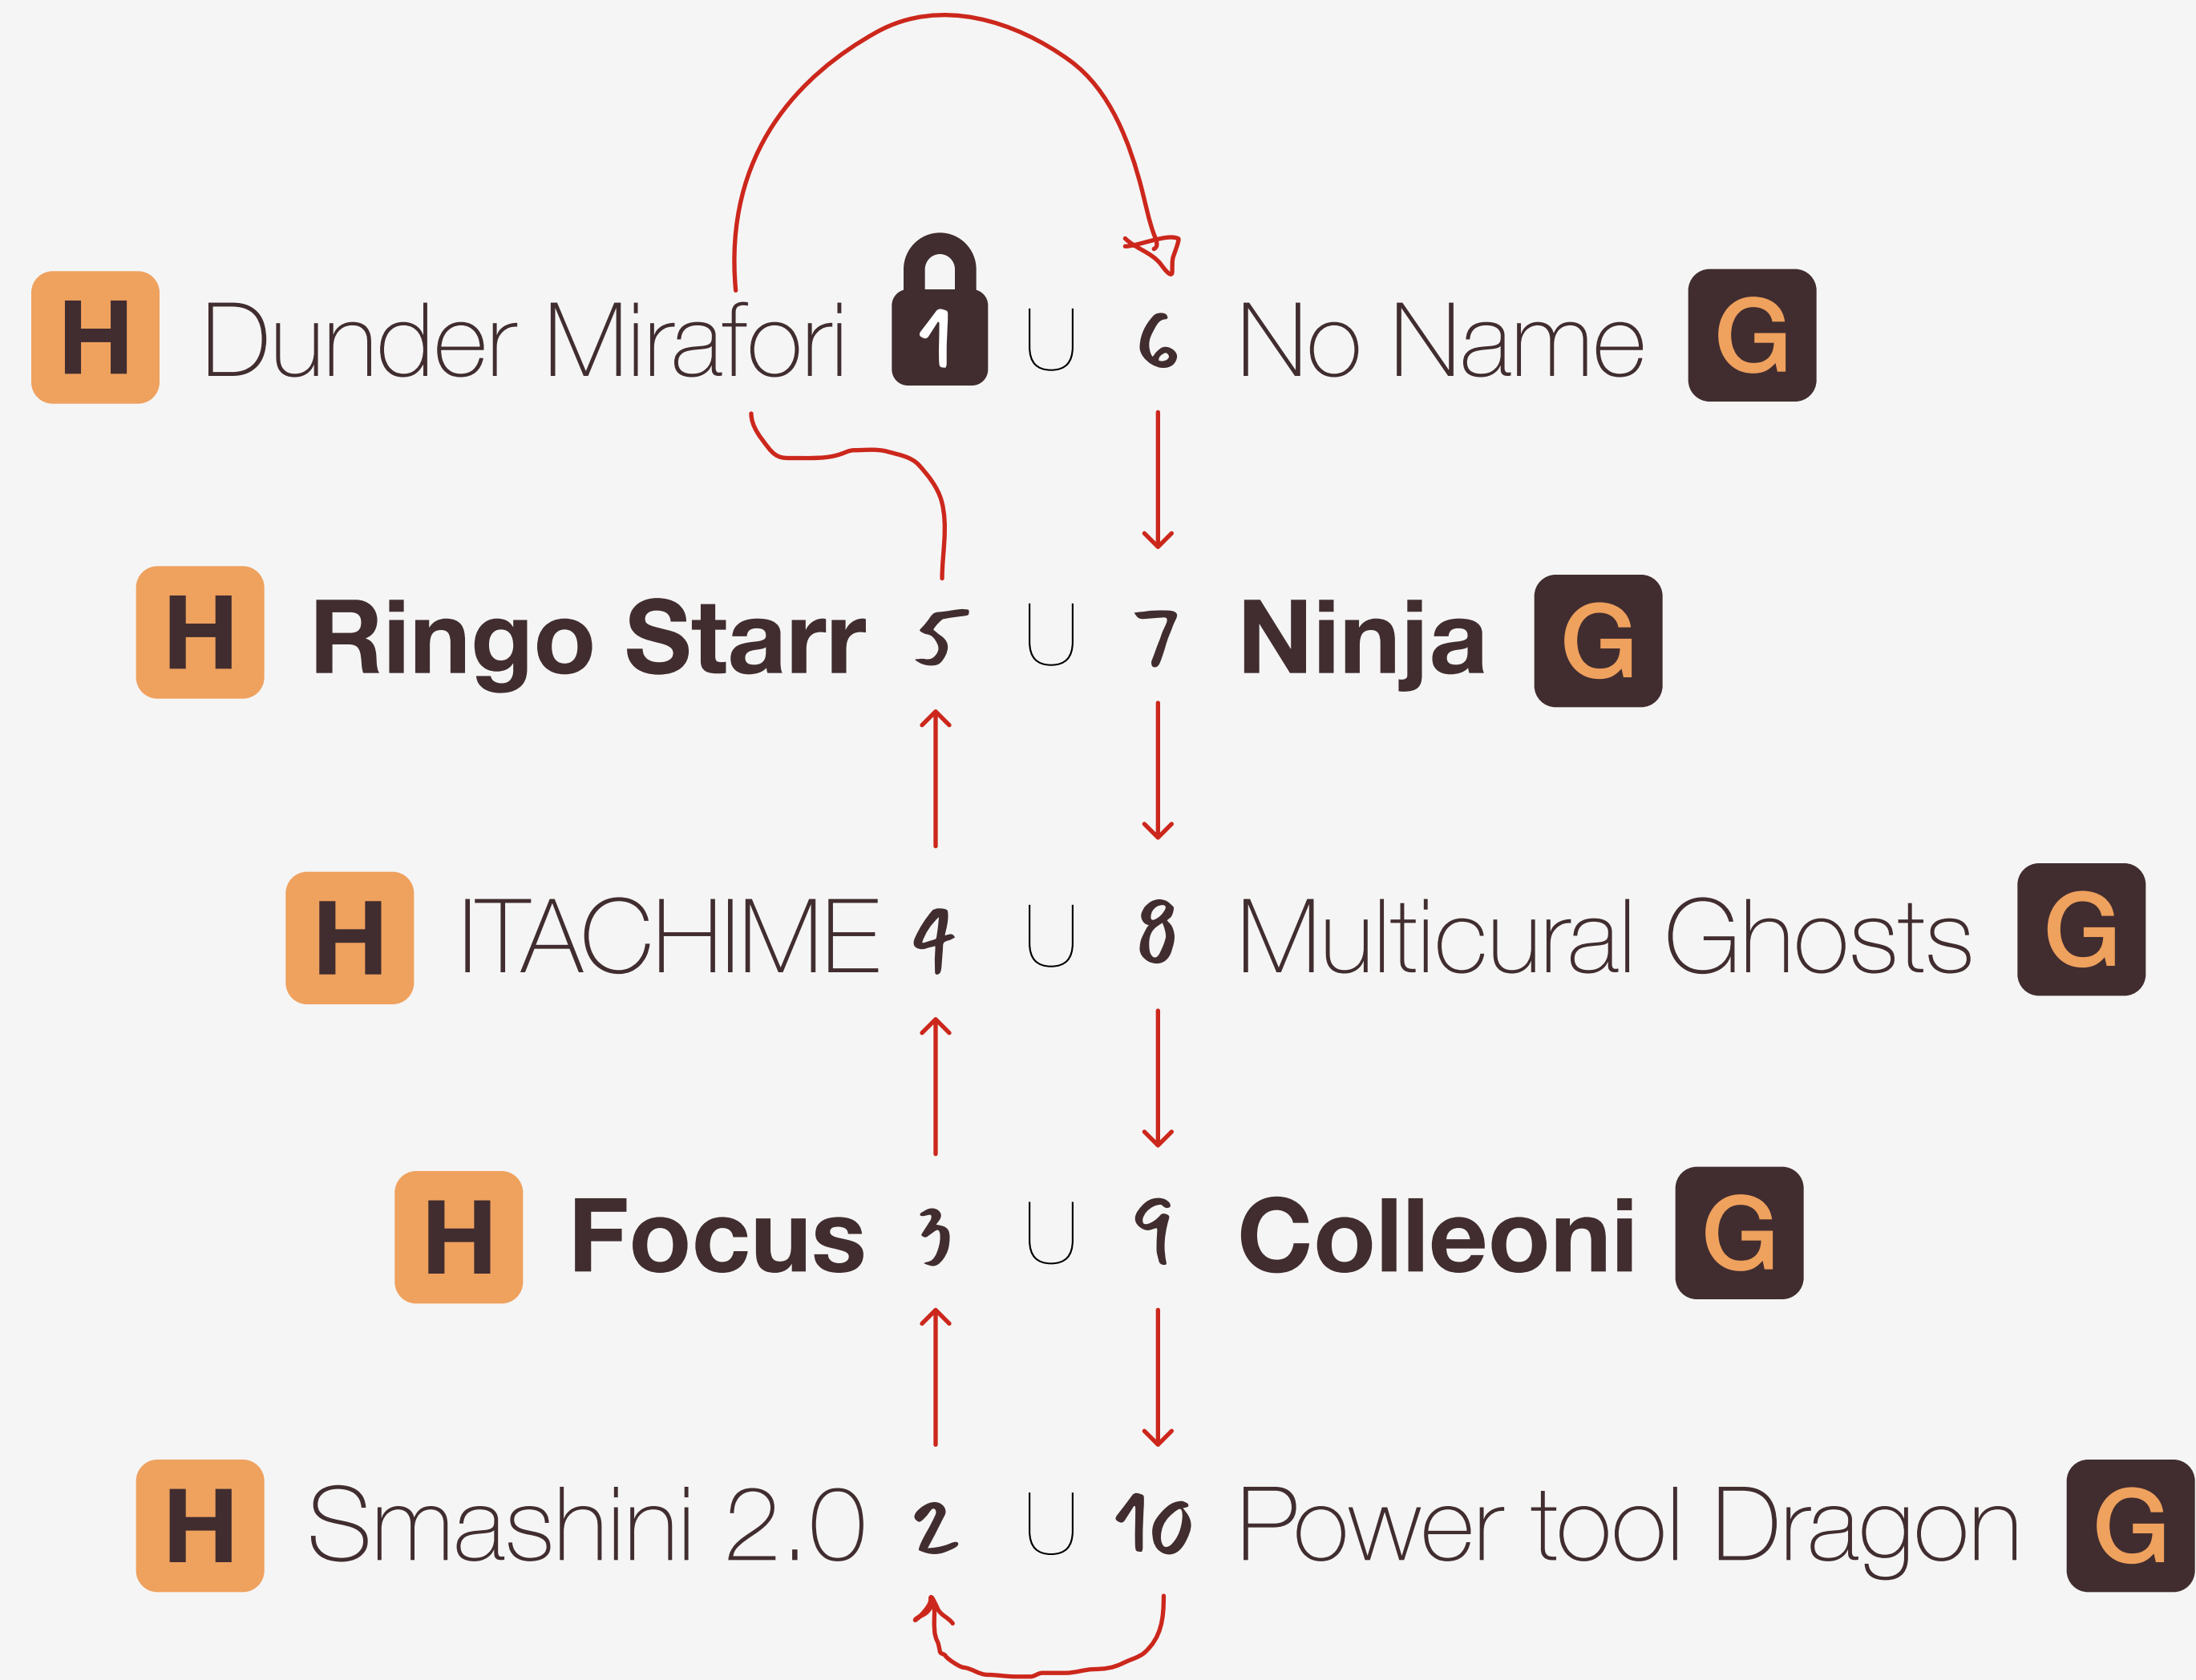 H Dunder Mirafori 1 U 6 No Name G
H Ringo Starr 5 U 7 Ninja G
H ITACHIME 4 U 8 Multicural Ghosts G
H Focus 3 U 9 Colleoni G
H Smashini 2.0 2 U 10 Power tool Dragon G